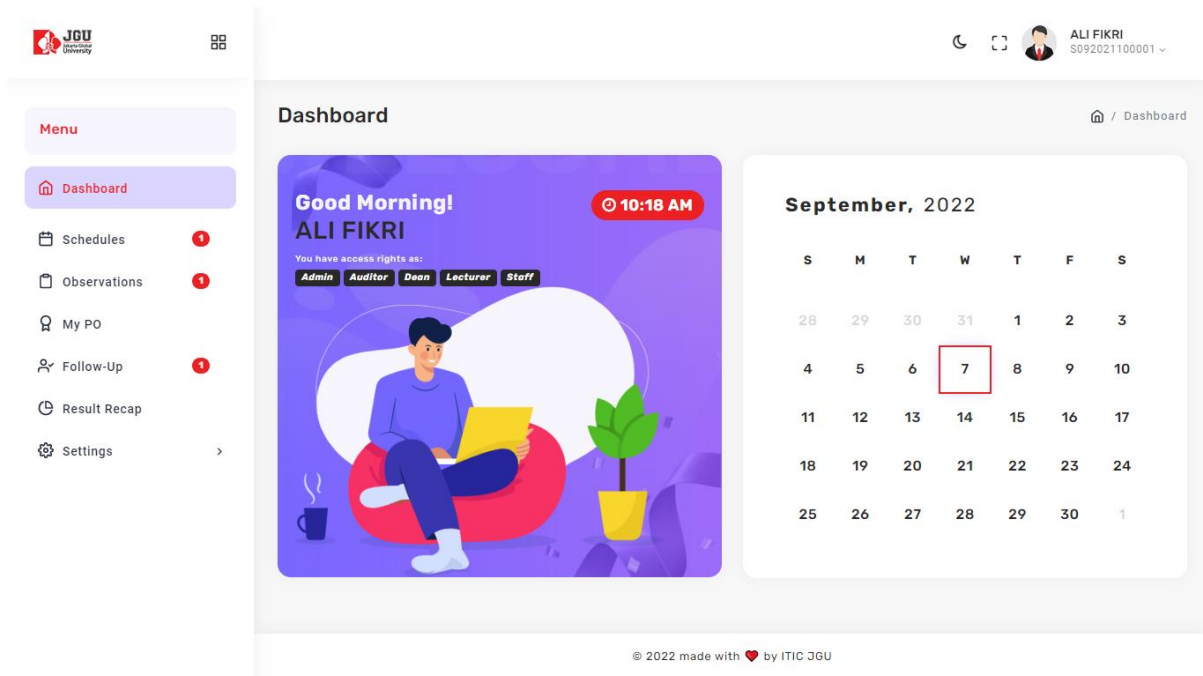 JGU
Jakarta Global
University
ALI FIKRI
S092021100001
Menu
Dashboard
Schedules 1
Observations 1
My PO
Follow-Up 1
Result Recap
Settings
Dashboard
/ Dashboard
Good Morning!
10:18 AM
ALI FIKRI
You have access rights as:
Admin Auditor Dean Lecturer Staff
September, 2022
S M T W T F S
28 29 30 31 1 2 3
4 5 6 7 8 9 10
11 12 13 14 15 16 17
18 19 20 21 22 23 24
25 26 27 28 29 30 1
© 2022 made with ❤ by ITIC JGU